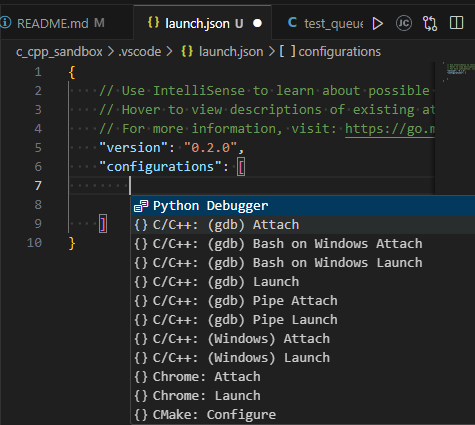 README.md U
launch.json U
test_queue
c_cpp_sandbox > .vscode > {} launch.json > [ ] configurations
1 {
2 // Use IntelliSense to learn about possible
3 // Hover to view descriptions of existing at
4 // For more information, visit: https://go.m
5 "version": "0.2.0",
6 "configurations": [
7
8
9 ]
10 }
Python Debugger
{} C/C++: (gdb) Attach
{} C/C++: (gdb) Bash on Windows Attach
{} C/C++: (gdb) Bash on Windows Launch
{} C/C++: (gdb) Launch
{} C/C++: (gdb) Pipe Attach
{} C/C++: (gdb) Pipe Launch
{} C/C++: (Windows) Attach
{} C/C++: (Windows) Launch
{} Chrome: Attach
{} Chrome: Launch
{} CMake: Configure